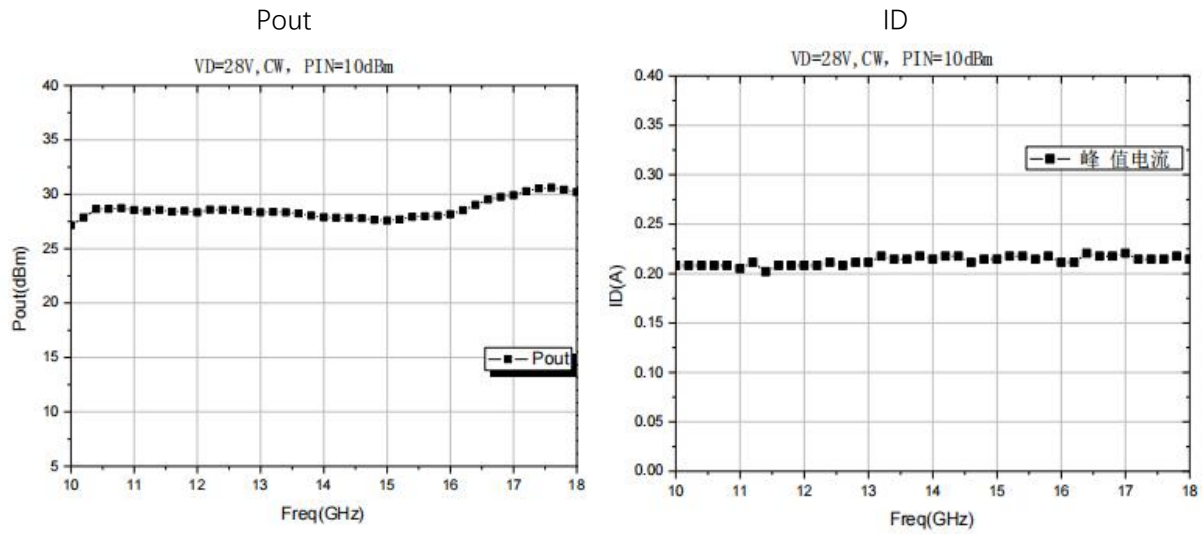 Pout
VD=28V,CW, PIN=10dBm
40
35
30
25
20
15
10
5
Pout(dBm)
Pout
10 11 12 13 14 15 16 17 18
Freq(GHz)
ID
VD=28V,CW, PIN=10dBm
0.40
0.35
0.30
0.25
0.20
0.15
0.10
0.05
0.00
ID(A)
峰 值电流
10 11 12 13 14 15 16 17 18
Freq(GHz)